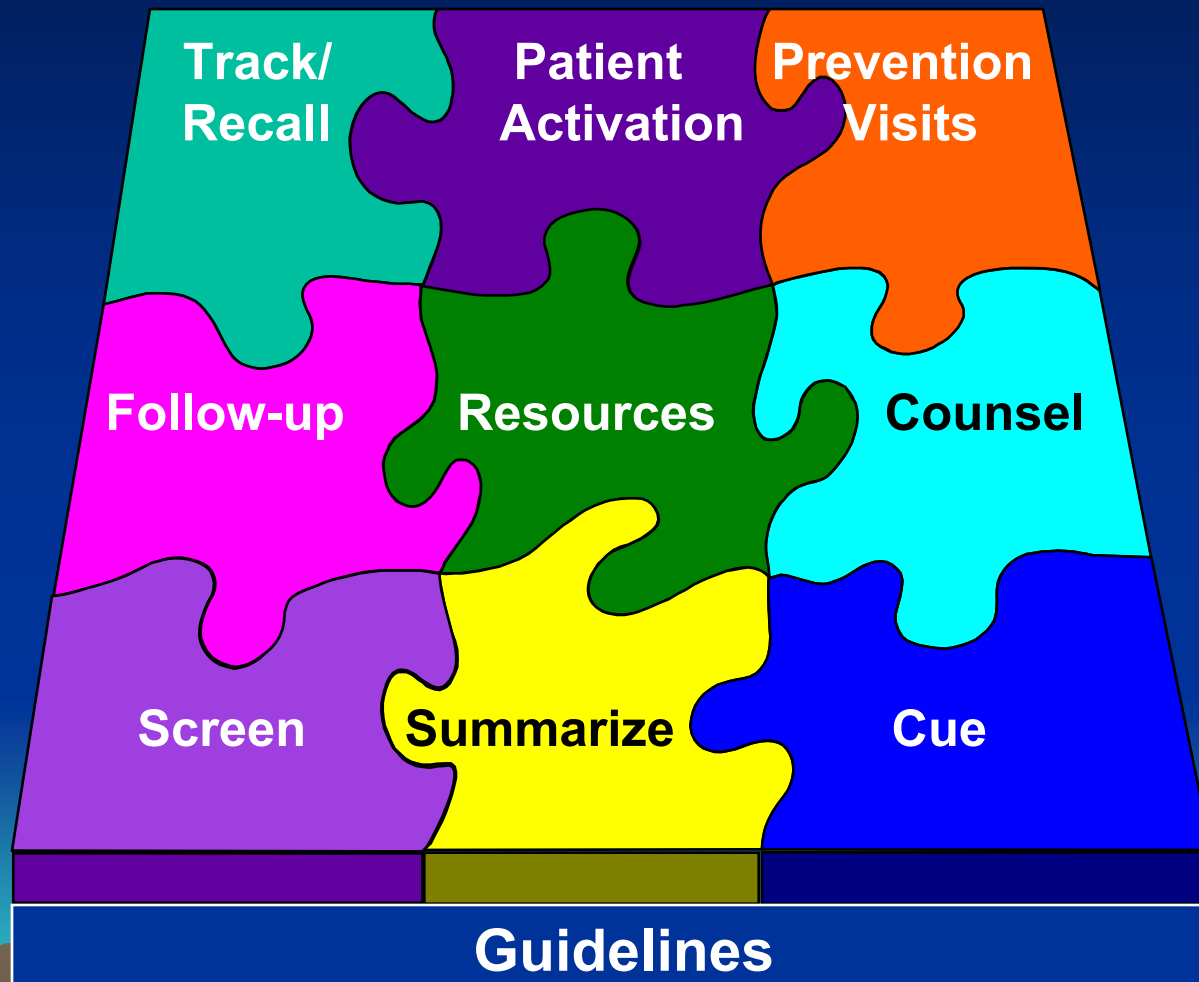 Track/
Recall
Patient
Activation
Prevention
Visits
Follow-up
Resources
Counsel
Screen
Summarize
Cue
Guidelines